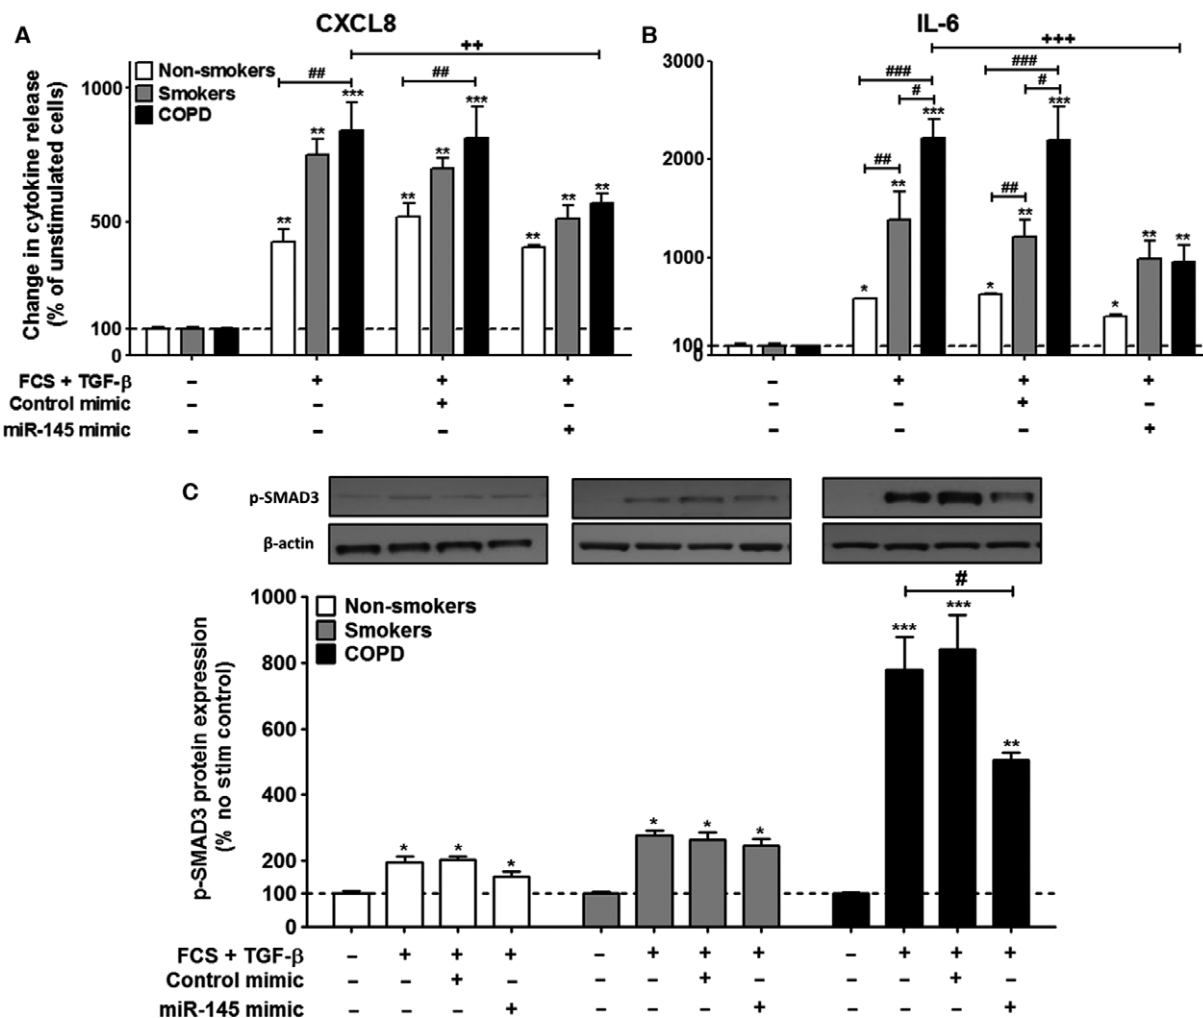 A
CXCL8
Non-smokers
Smokers
COPD
Change in cytokine release
(% of unstimulated cells)
1000
500
100
0
##
##
++
** ** ***
** ** ***
** ** **
FCS + TGF-β – + + +
Control mimic – – + –
miR-145 mimic – – – +
B
IL-6
3000
2000
1000
100
0
###
#
##
###
#
##
+++
* ** ***
* ** ***
* ** **
– + + +
– – + –
– – – +
C
p-SMAD3
β-actin
p-SMAD3 protein expression
(% no stim control)
1000
800
600
400
200
100
0
Non-smokers
Smokers
COPD
#
* * *
* * *
*** *** **
FCS + TGF-β – + + + – + + + – + + +
Control mimic – – + – – – + – – – + –
miR-145 mimic – – – + – – – + – – – +